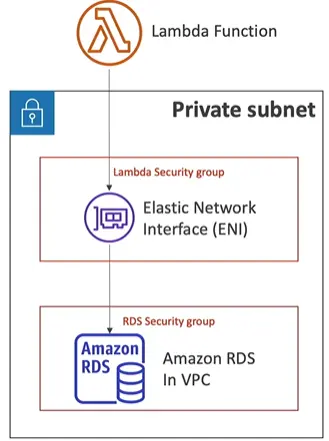 Lambda Function
Private subnet
Lambda Security group
Elastic Network
Interface (ENI)
RDS Security group
Amazon
RDS
Amazon RDS
In VPC